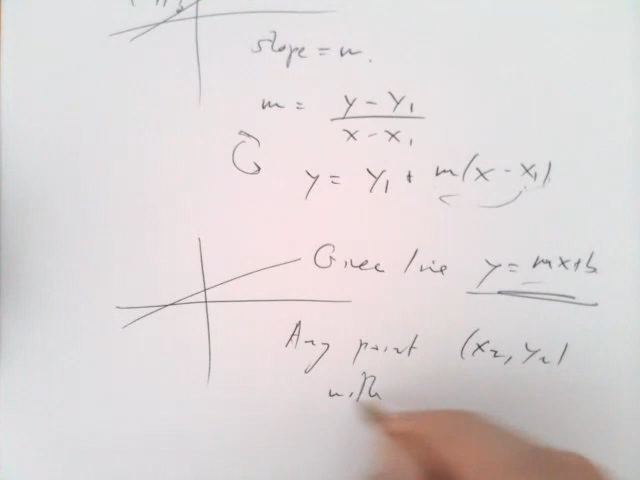 slope = m.
m = y - y₁ / x - x₁
y = y₁ + m(x - x₁)
Given line y = mx+b
Any point (x₂, y₂)
with